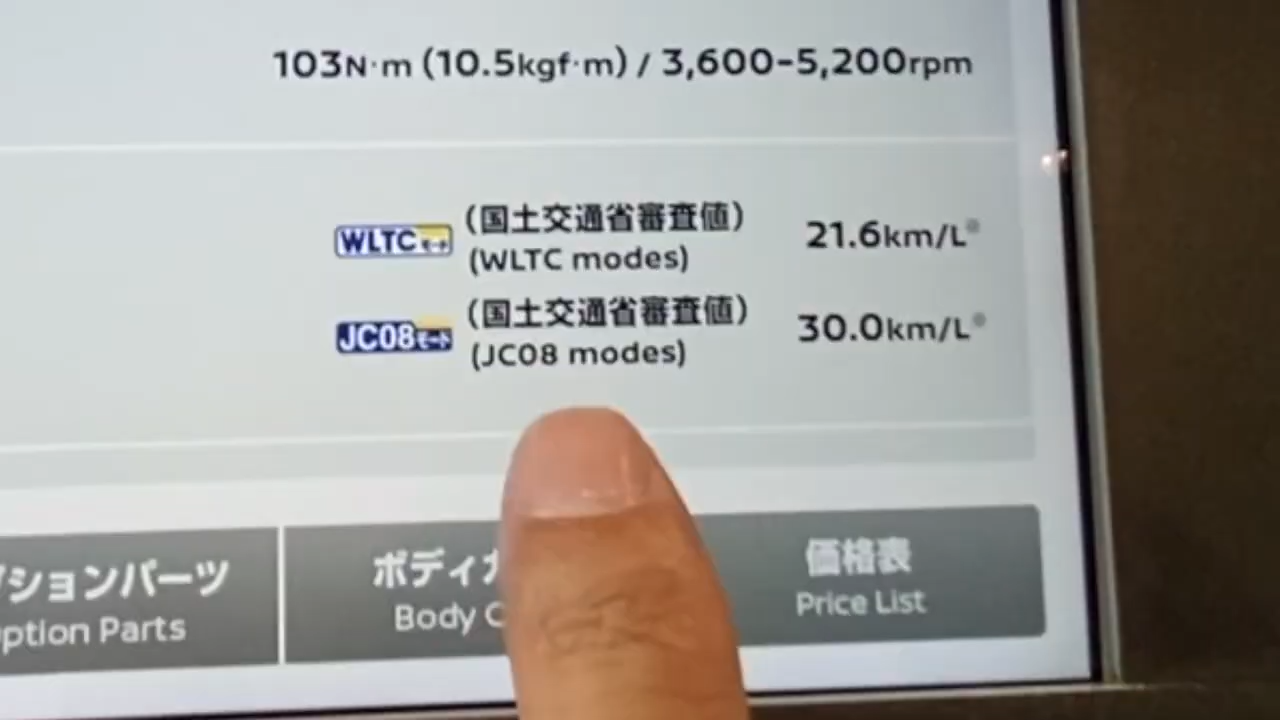 103N·m (10.5kgf·m) / 3,600-5,200rpm
WLTCモード (国土交通省審査値) 21.6km/L※
(WLTC modes)
JC08モード (国土交通省審査値) 30.0km/L※
(JC08 modes)
ションパーツ ボディカ 価格表
ption Parts Body C Price List